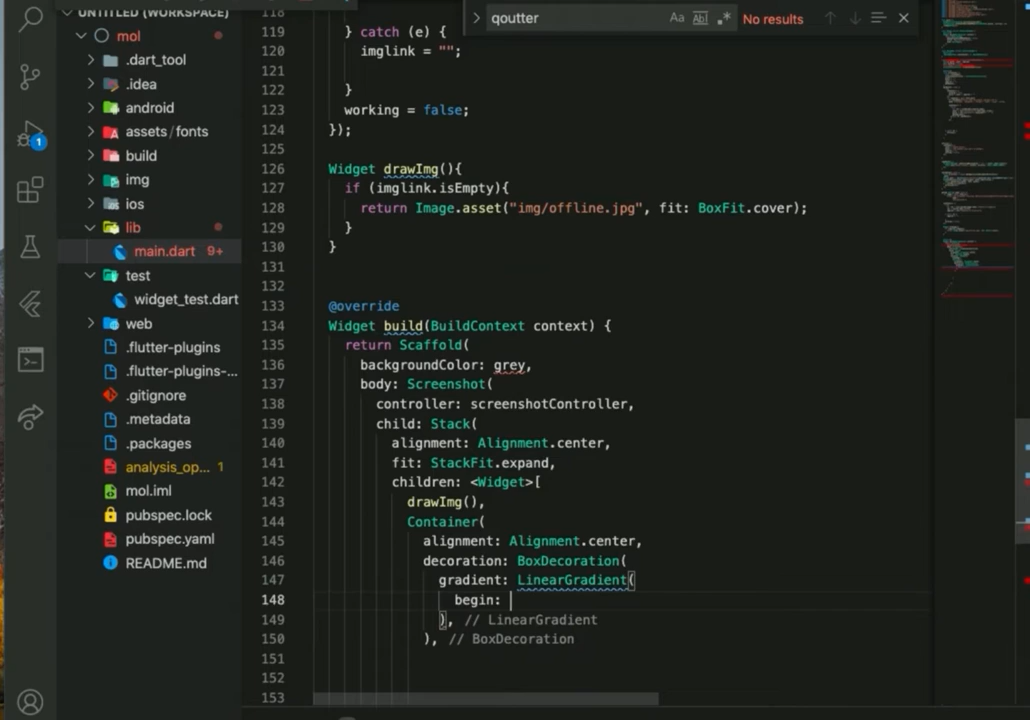 UNTITLED (WORKSPACE)
mol
.dart_tool
.idea
android
assets/fonts
build
img
ios
lib
main.dart 9+
test
widget_test.dart
web
.flutter-plugins
.flutter-plugins-...
.gitignore
.metadata
.packages
analysis_op... 1
mol.iml
pubspec.lock
pubspec.yaml
README.md
1
qoutter Aa Ab .* No results
118
119 } catch (e) {
120 imglink = "";
121
122 }
123 working = false;
124 });
125
126 Widget drawImg(){
127 if (imglink.isEmpty){
128 return Image.asset("img/offline.jpg", fit: BoxFit.cover);
129 }
130 }
131
132
133 @override
134 Widget build(BuildContext context) {
135 return Scaffold(
136 backgroundColor: grey,
137 body: Screenshot(
138 controller: screenshotController,
139 child: Stack(
140 alignment: Alignment.center,
141 fit: StackFit.expand,
142 children: <Widget>[
143 drawImg(),
144 Container(
145 alignment: Alignment.center,
146 decoration: BoxDecoration(
147 gradient: LinearGradient(
148 begin:
149 ), // LinearGradient
150 ), // BoxDecoration
151
152
153